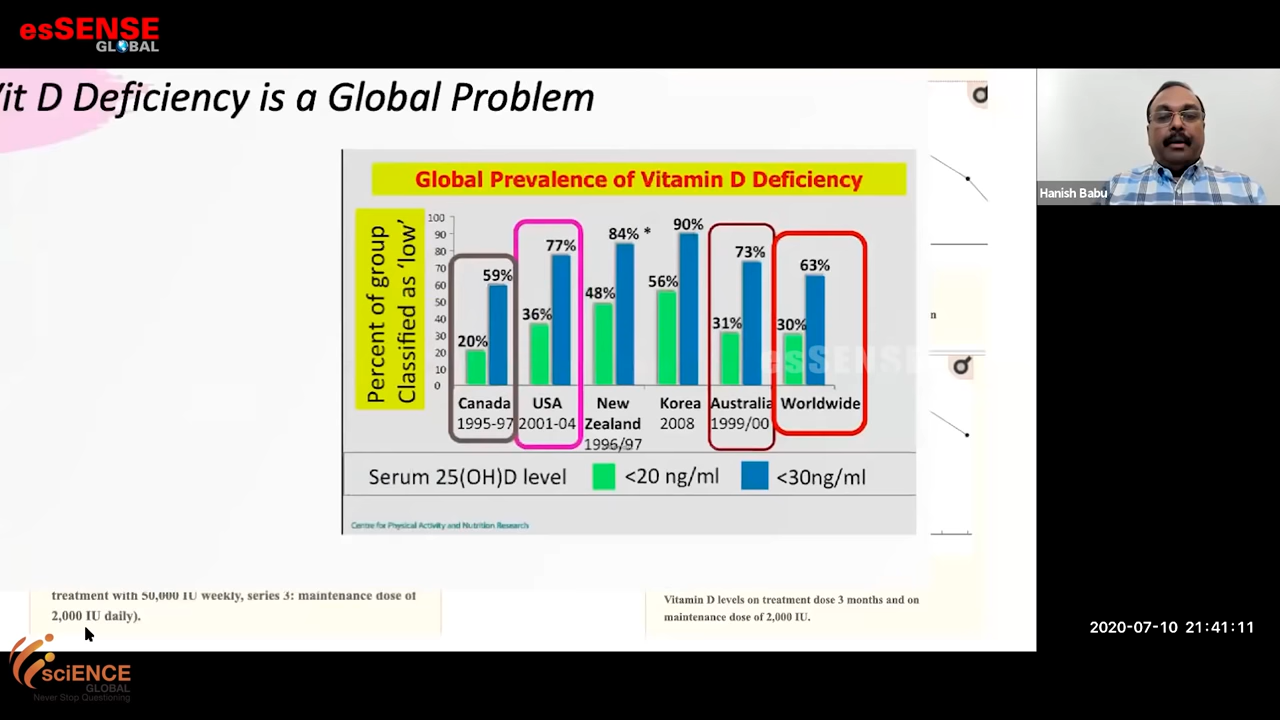 esSENSE
GLOBAL
it D Deficiency is a Global Problem
Hanish Babu
Global Prevalence of Vitamin D Deficiency
Percent of group
Classified as 'low'
100
90
80
70
60
50
40
30
20
10
0
20%
59%
36%
77%
48%
84% *
56%
90%
31%
73%
30%
63%
esSENSE
Canada
1995-97
USA
2001-04
New
Zealand
1996/97
Korea
2008
Australia
1999/00
Worldwide
Serum 25(OH)D level
<20 ng/ml
<30ng/ml
Centre for Physical Activity and Nutrition Research
n
treatment with 50,000 IU weekly, series 3: maintenance dose of
2,000 IU daily).
Vitamin D levels on treatment dose 3 months and on
maintenance dose of 2,000 IU.
2020-07-10 21:41:11
sciENCE
GLOBAL
Never Stop Questioning